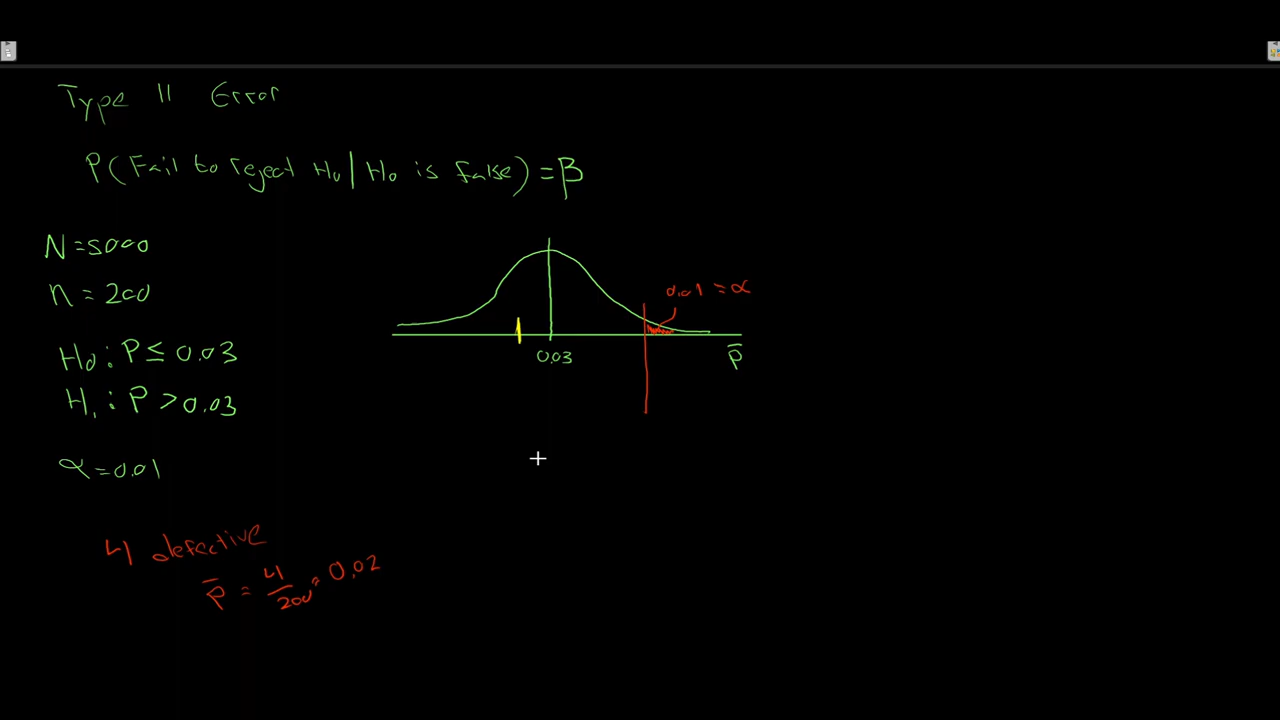 Type II Error
P(Fail to reject H0 | H0 is false) = β
N = 5000
n = 200
0.01 = α
0.03
P̅
H0 : P ≤ 0.03
H1 : P > 0.03
α = 0.01
4 defective
P̅ = 4/200 = 0.02